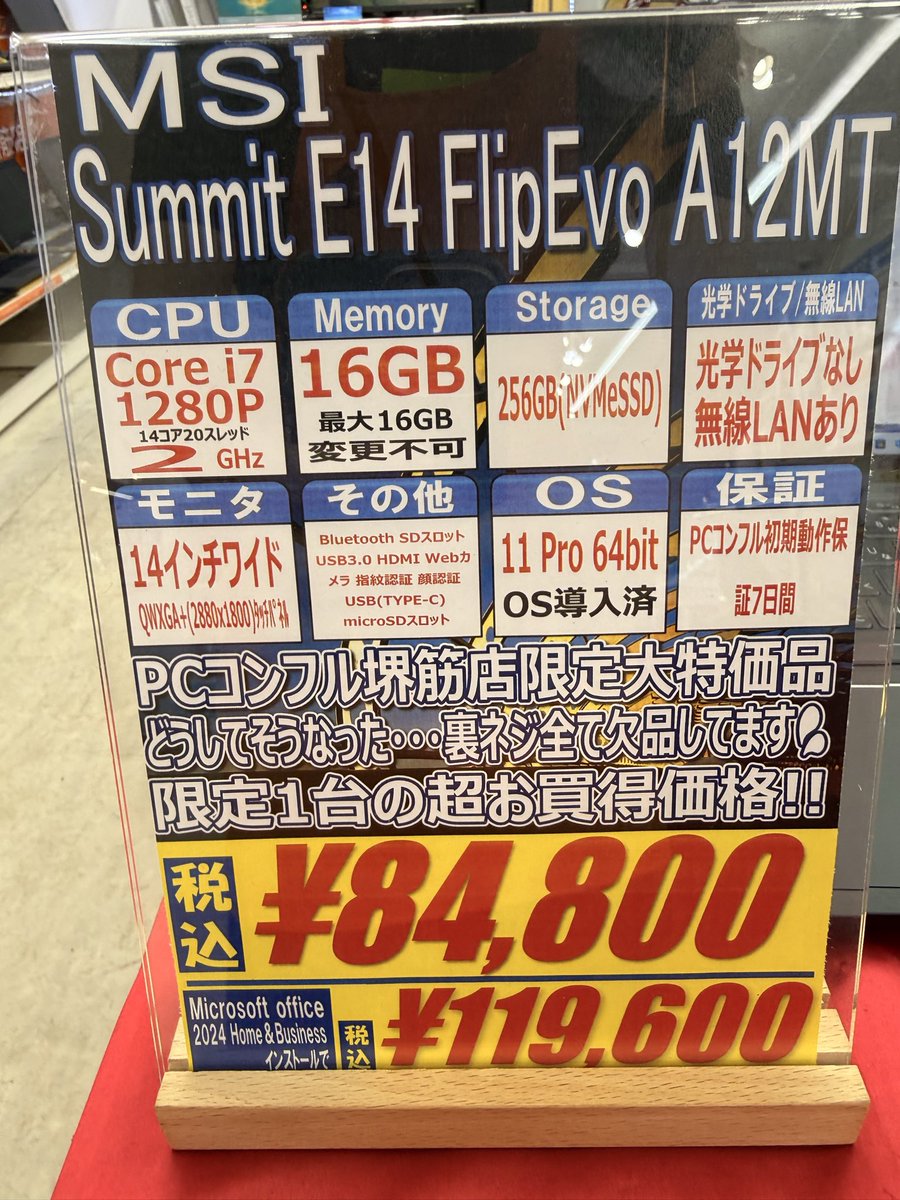 MSI
Summit E14 FlipEvo A12MT
CPU
Core i7
1280P
14コア20スレッド
2 GHz
Memory
16GB
最大16GB
変更不可
Storage
256GB(NVMeSSD)
光学ドライブ/無線LAN
光学ドライブなし
無線LANあり
モニタ
14インチワイド
QWXGA+(2880x1800)ﾀｯﾁﾊﾟﾈﾙ
その他
Bluetooth SDスロット
USB3.0 HDMI Webカ
メラ 指紋認証 顔認証
USB(TYPE-C)
microSDスロット
OS
11 Pro 64bit
OS導入済
保証
PCコンフル初期動作保
証7日間
PCコンフル堺筋店限定大特価品
どうしてそうなった･･･裏ネジ全て欠品してます💦
限定1台の超お買得価格!!
税込
¥84,800
Microsoft office
2024 Home&Business
インストールで
税込
¥119,600